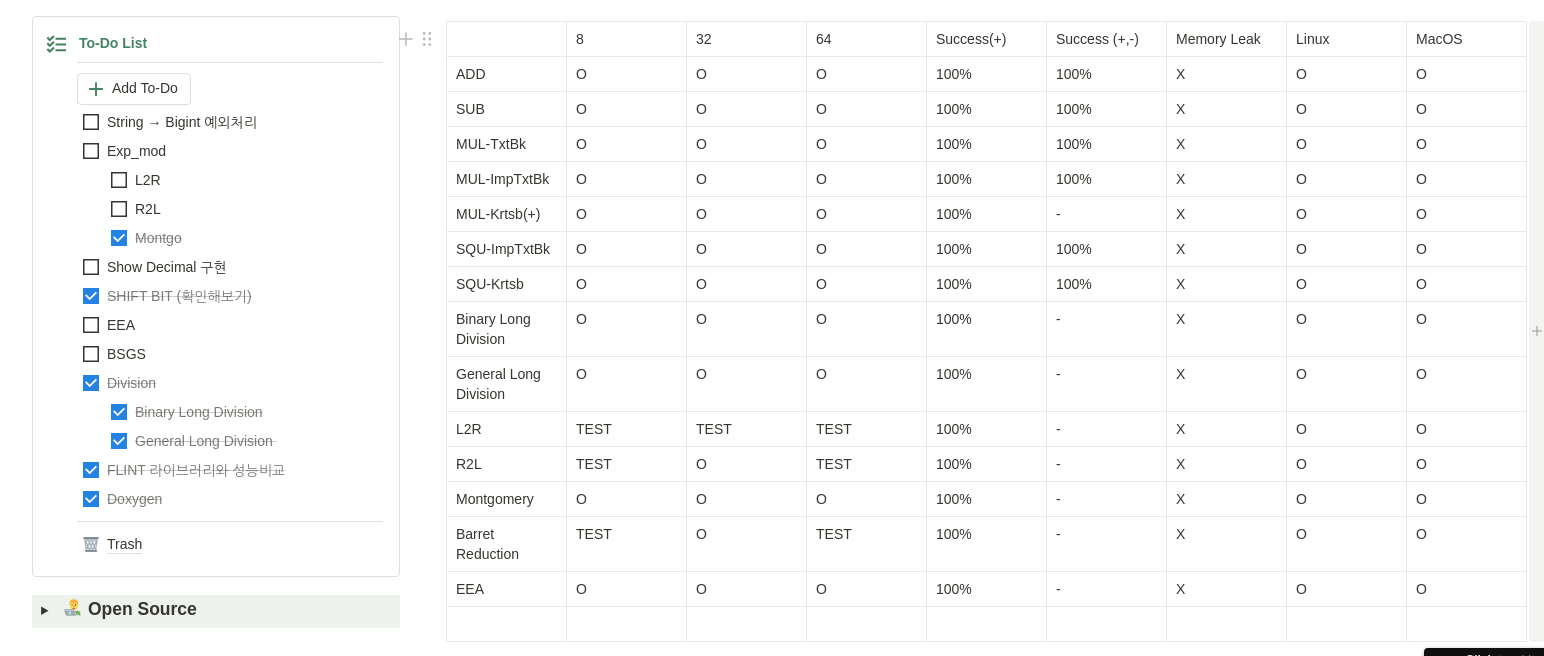 To-Do List
Add To-Do
String → Bigint 예외처리
Exp_mod
L2R
R2L
Montgo
Show Decimal 구현
SHIFT BIT (확인해보기)
EEA
BSGS
Division
Binary Long Division
General Long Division
FLINT 라이브러리와 성능비교
Doxygen
Trash
Open Source
8 32 64 Success(+) Success (+,-) Memory Leak Linux MacOS
ADD O O O 100% 100% X O O
SUB O O O 100% 100% X O O
MUL-TxtBk O O O 100% 100% X O O
MUL-ImpTxtBk O O O 100% 100% X O O
MUL-Krtsb(+) O O O 100% - X O O
SQU-ImpTxtBk O O O 100% 100% X O O
SQU-Krtsb O O O 100% 100% X O O
Binary Long O O O 100% - X O O
Division
General Long O O O 100% - X O O
Division
L2R TEST TEST TEST 100% - X O O
R2L TEST O TEST 100% - X O O
Montgomery O O O 100% - X O O
Barret TEST O TEST 100% - X O O
Reduction
EEA O O O 100% - X O O